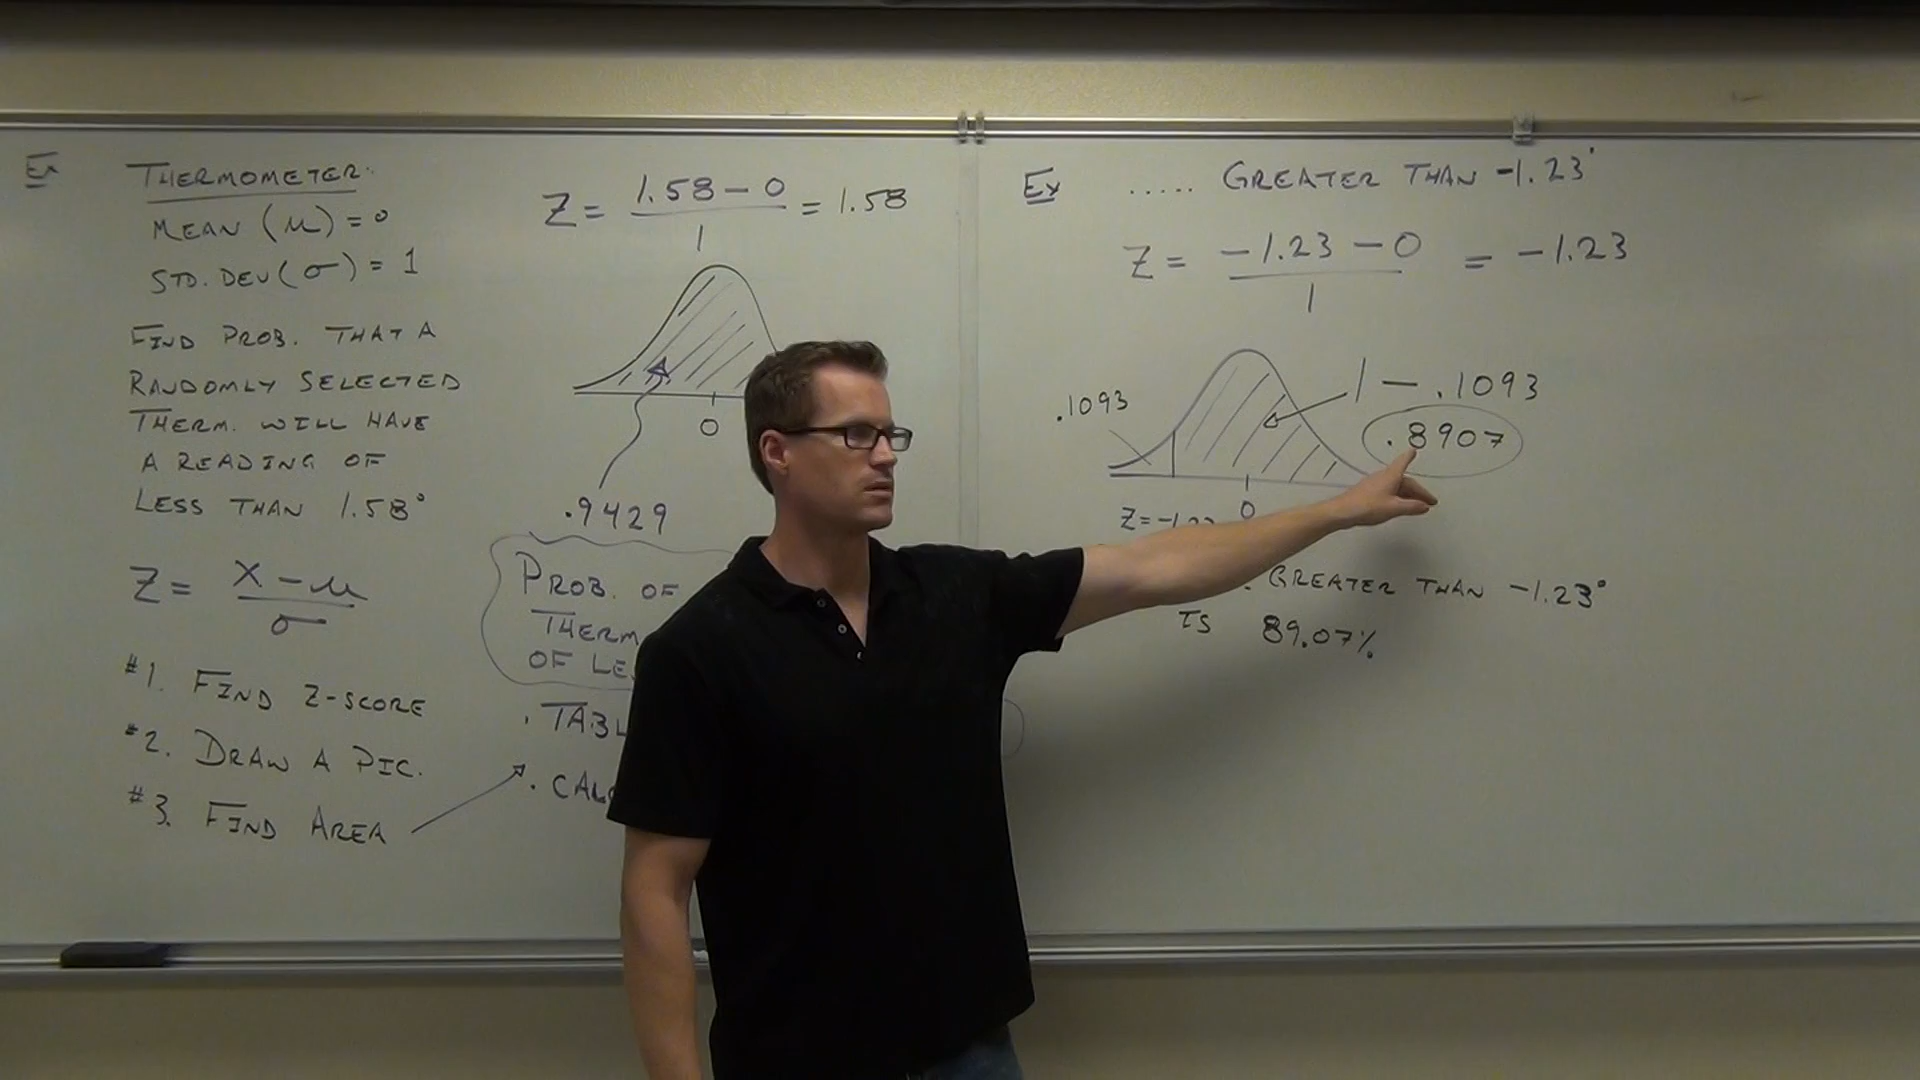 Ex
THERMOMETER:
MEAN (μ) = 0
STD. DEV (σ) = 1
FIND PROB. THAT A
RANDOMLY SELECTED
THERM. WILL HAVE
A READING OF
LESS THAN 1.58°
Z = X - μ
σ
#1. FIND Z-SCORE
#2. DRAW A PIC.
#3. FIND AREA
Z = 1.58 - 0 = 1.58
1
0
.9429
PROB. OF
THERM
OF
Ex ..... GREATER THAN -1.23°
Z = -1.23 - 0 = -1.23
1
.1093
1 - .1093
.8907
0
GREATER THAN -1.23°
IS 89.07%